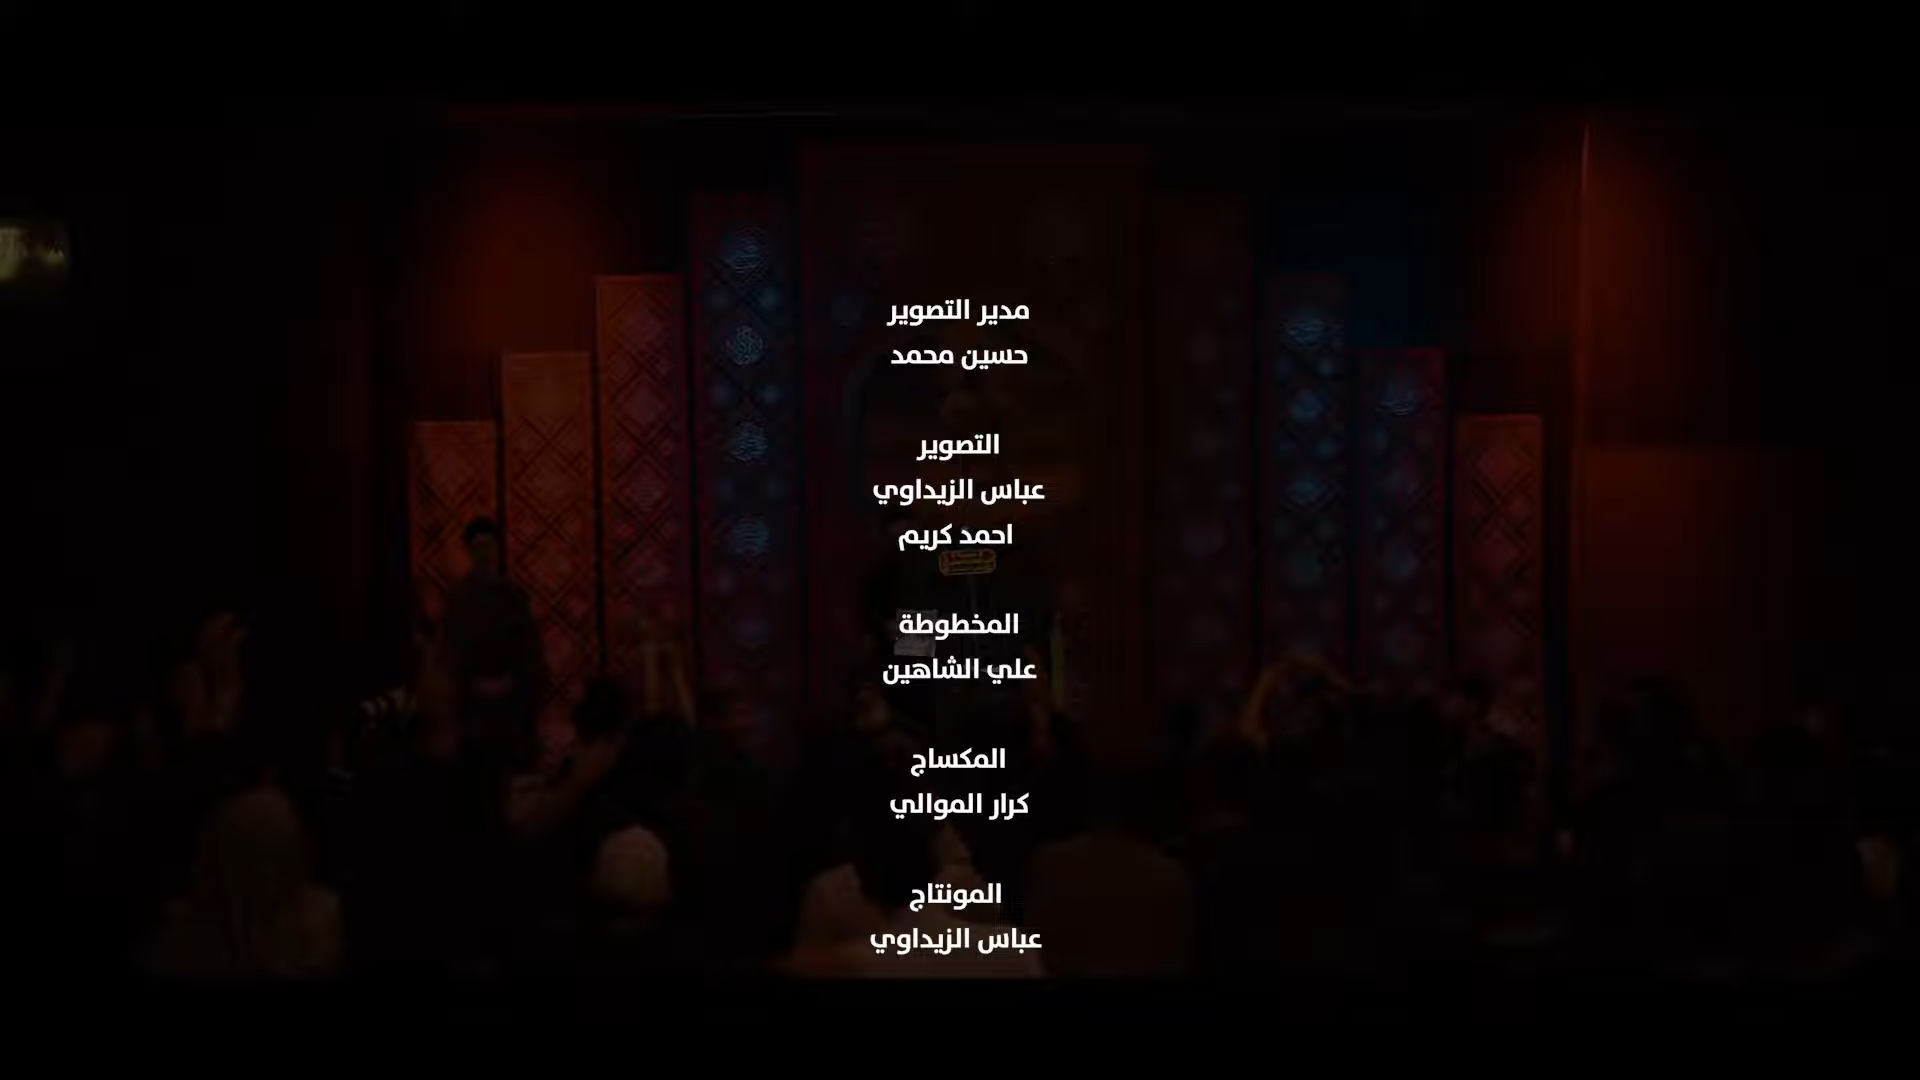 مدير التصوير
حسين محمد
التصوير
عباس الزيداوي
احمد كريم
المخطوطة
علي الشاهين
المكساج
كرار الموالي
المونتاج
عباس الزيداوي